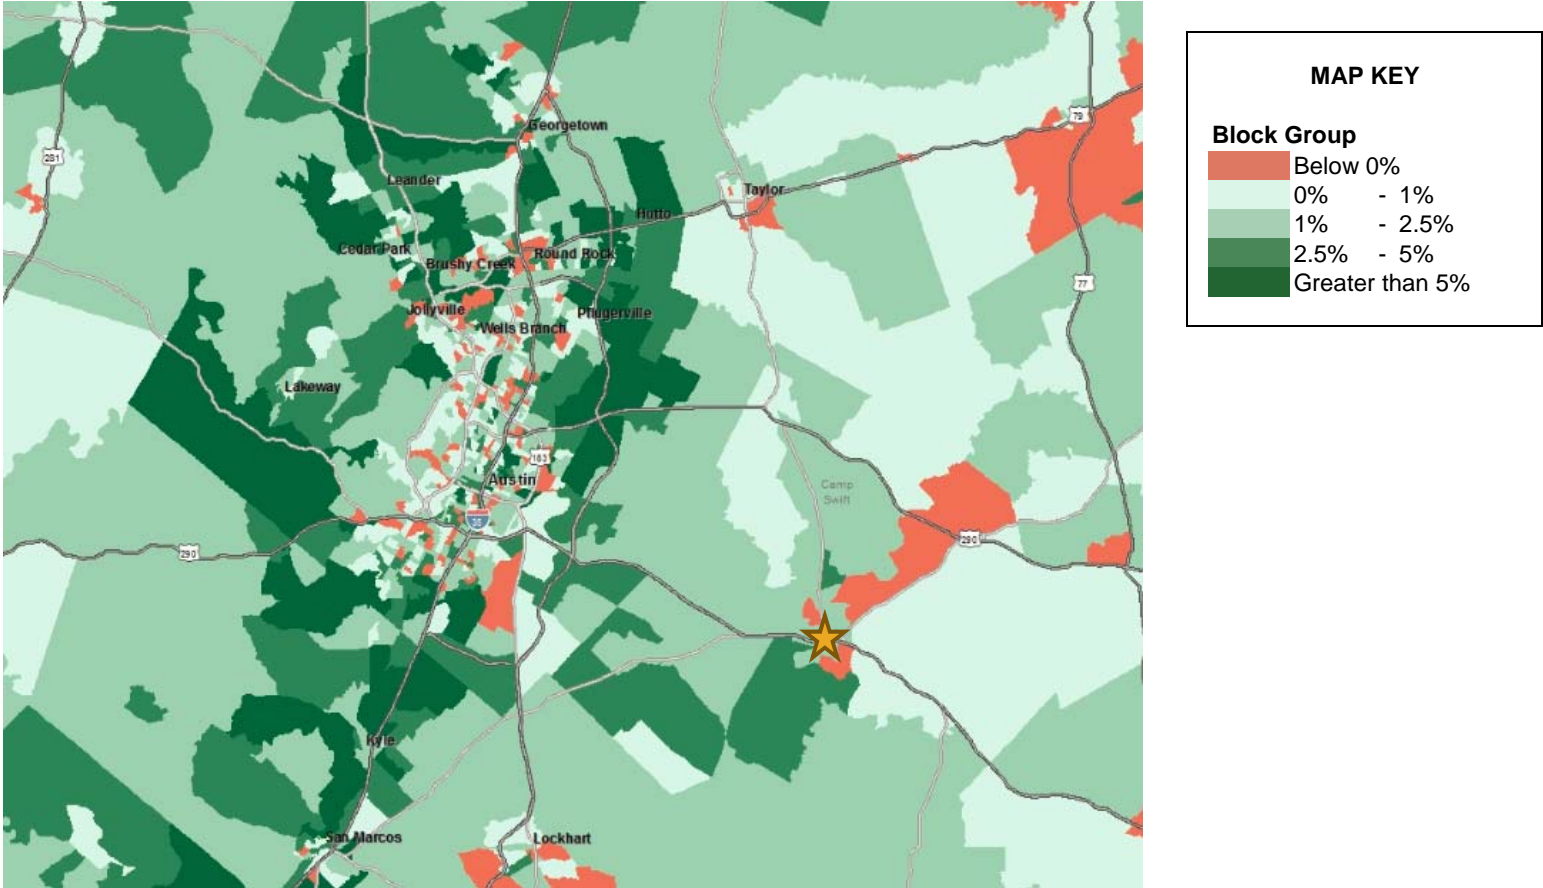 MAP KEY
Block Group
Below 0%
0% - 1%
1% - 2.5%
2.5% - 5%
Greater than 5%
Georgetown
79
281
Leander
Taylor
Hutto
Cedar Park
Brushy Creek
Round Rock
77
Jollyville
Pflugerville
Wells Branch
Lakeway
183
Austin
Camp
Swift
35
290
290
Kyle
San Marcos
Lockhart